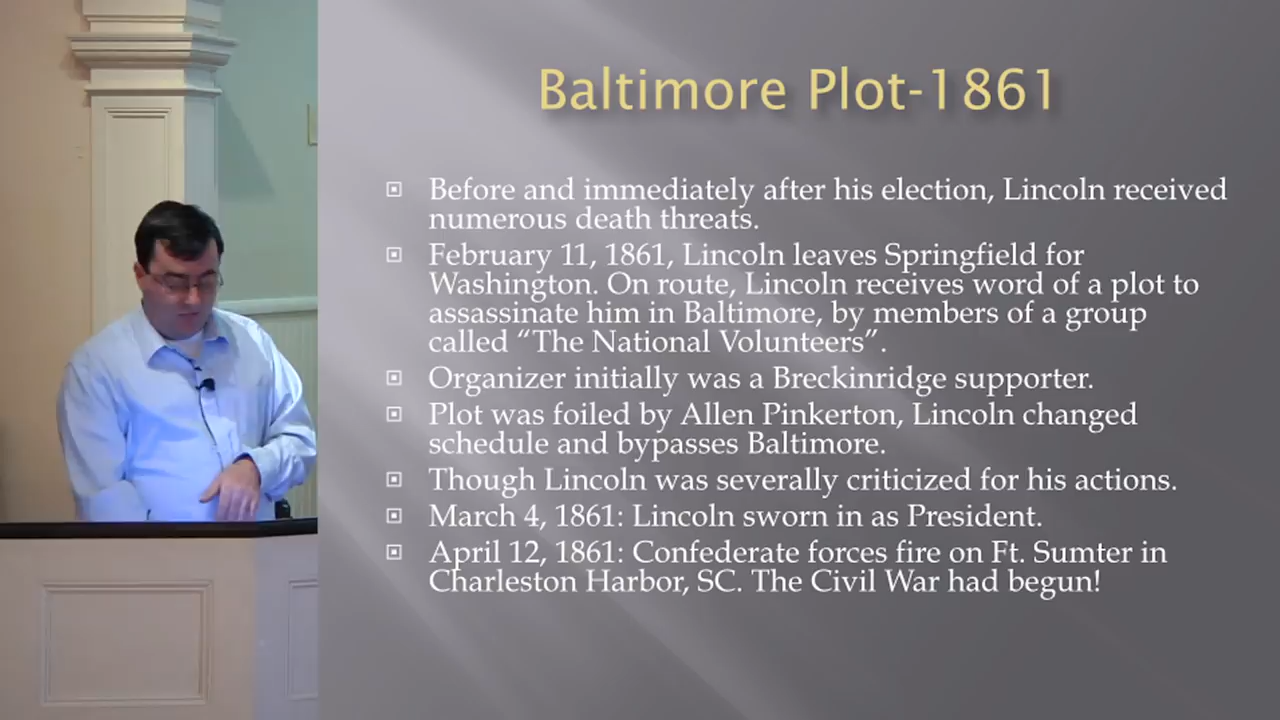 Baltimore Plot-1861
Before and immediately after his election, Lincoln received
numerous death threats.
February 11, 1861, Lincoln leaves Springfield for
Washington. On route, Lincoln receives word of a plot to
assassinate him in Baltimore, by members of a group
called “The National Volunteers”.
Organizer initially was a Breckinridge supporter.
Plot was foiled by Allen Pinkerton, Lincoln changed
schedule and bypasses Baltimore.
Though Lincoln was severally criticized for his actions.
March 4, 1861: Lincoln sworn in as President.
April 12, 1861: Confederate forces fire on Ft. Sumter in
Charleston Harbor, SC. The Civil War had begun!